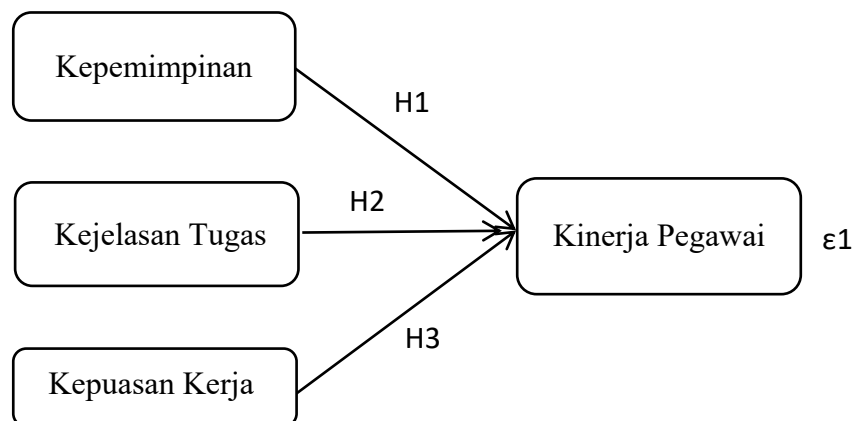 Kepemimpinan
H1
Kejelasan Tugas
H2
Kinerja Pegawai
ε1
H3
Kepuasan Kerja